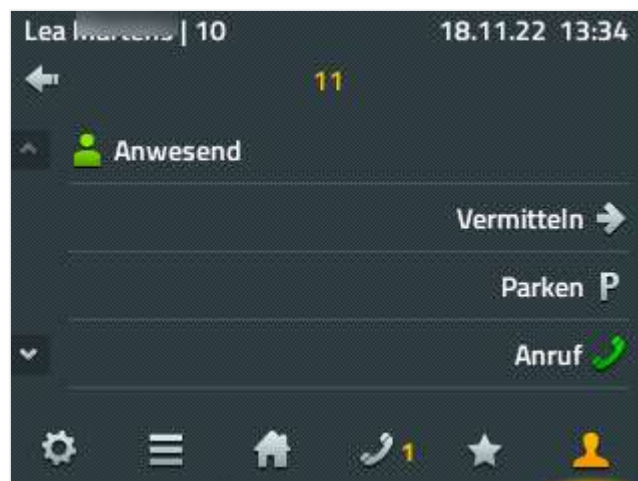 Lea | 10 18.11.22 13:34
11
Anwesend
Vermitteln
Parken P
Anruf
1